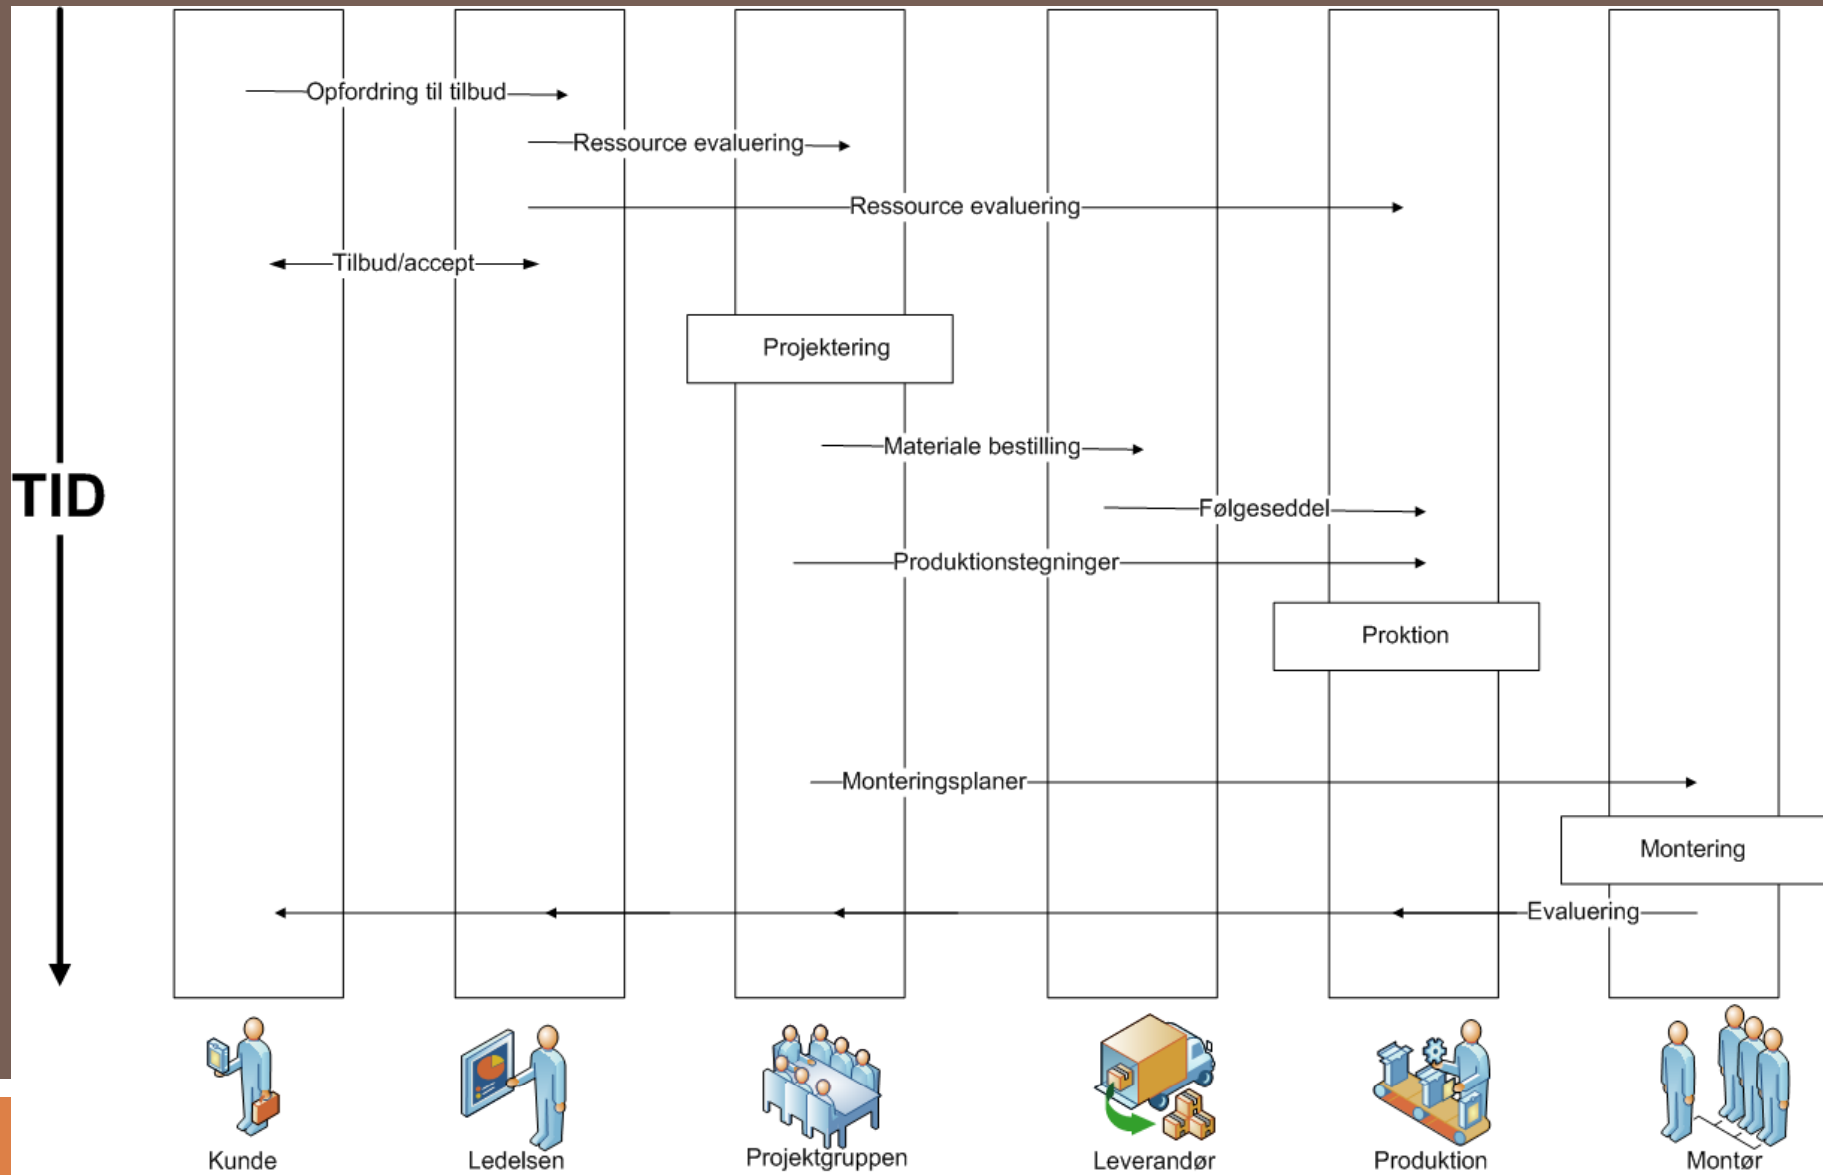 Opfordring til tilbud
Ressource evaluering
Ressource evaluering
Tilbud/accept
Projektering
Materiale bestilling
TID
Følgeseddel
Produktionstegninger
Proktion
Monteringsplaner
Montering
Evaluering
Kunde
Ledelsen
Projektgruppen
Leverandør
Produktion
Montør